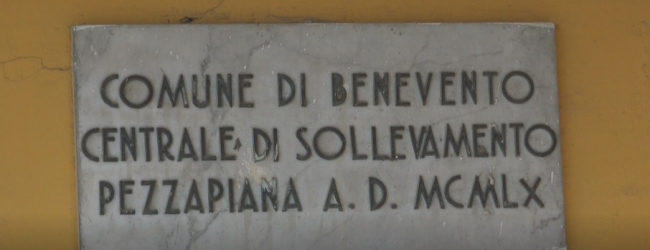 COMUNE DI BENEVENTO
CENTRALE DI SOLLEVAMENTO
PEZZAPIANA A. D. MCMLX